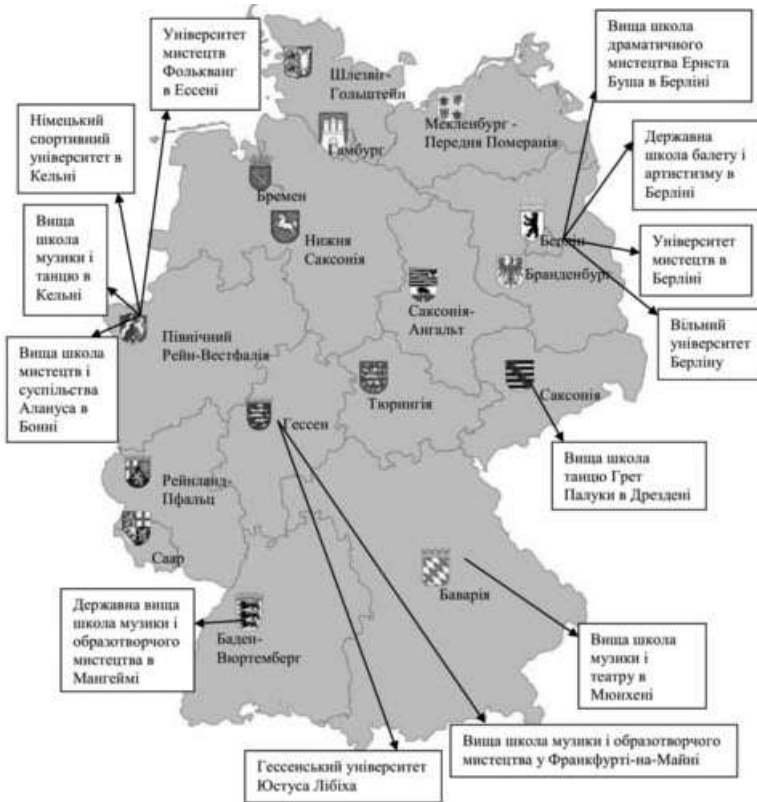 Університет
мистецтв
Фолькванг
в Ессені
Вища школа
драматичного
мистецтва Ернста
Буша в Берліні
Шлезвіг-
Гольштейн
Німецький
спортивний
університет в
Кельні
Мекленбург -
Передня Померанія
Гамбург
Державна
школа балету і
артистизму в
Берліні
Бремен
Вища
школа
музики і
танцю в
Кельні
Нижня
Саксонія
Берлін
Університет
мистецтв в
Берліні
Бранденбург
Саксонія-
Ангальт
Північний
Рейн-Вестфалія
Вільний
університет
Берліну
Вища школа
мистецтв і
суспільства
Алануса в
Бонні
Тюрингія
Саксонія
Гессен
Вища школа
танцю Грет
Палуки в Дрездені
Рейнланд-
Пфальц
Саар
Баварія
Державна вища
школа музики і
образотворчого
мистецтва в
Мангеймі
Баден-
Вюртемберг
Вища
школа
музики і
театру в
Мюнхені
Вища школа музики і образотворчого
мистецтва у Франкфурті-на-Майні
Гессенський університет
Юстуса Лібіха